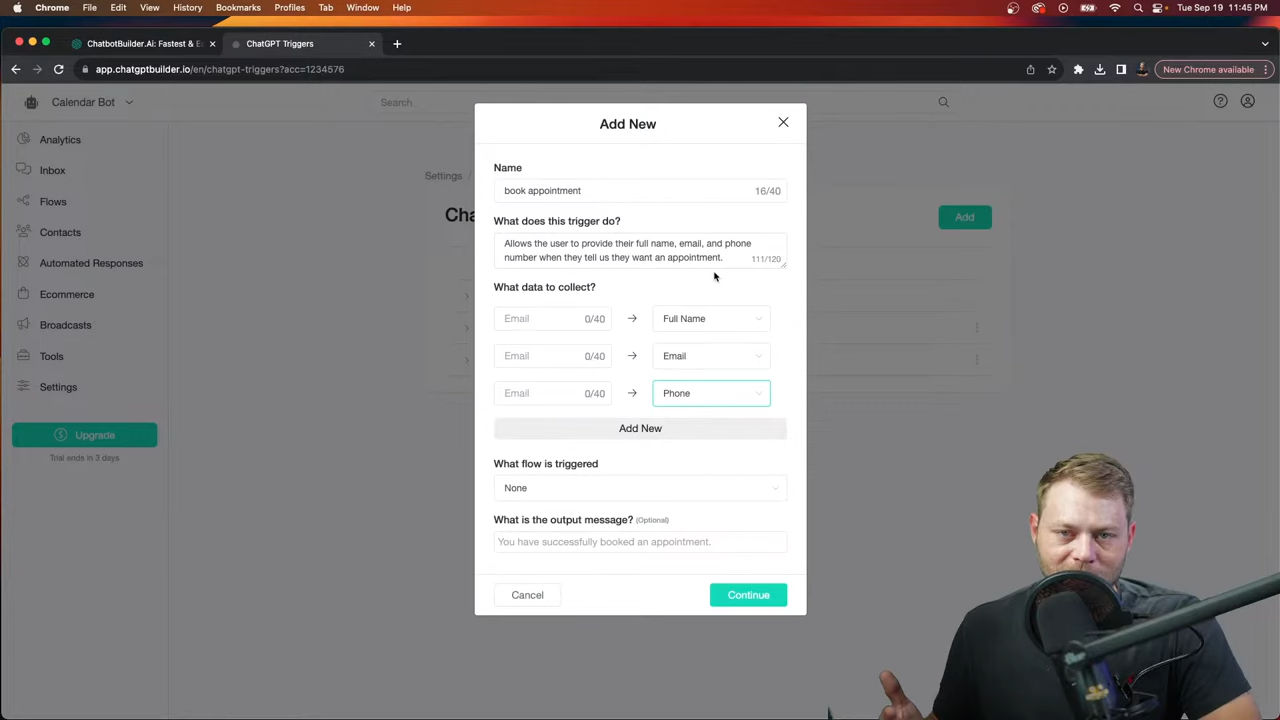 Chrome File Edit View History Bookmarks Profiles Tab Window Help Tue Sep 19 11:45 PM
ChatbotBuilder.Ai: Fastest & E ChatGPT Triggers
app.chatgptbuilder.io/en/chatgpt-triggers?acc=1234576 New Chrome available
Calendar Bot Search...
Analytics
Inbox
Flows
Contacts
Automated Responses
Ecommerce
Broadcasts
Tools
Settings
Upgrade
Trial ends in 3 days
Settings /
Cha
Add
Add New
Name
book appointment 16/40
What does this trigger do?
Allows the user to provide their full name, email, and phone
number when they tell us they want an appointment. 111/120
What data to collect?
Email 0/40 → Full Name
Email 0/40 → Email
Email 0/40 → Phone
Add New
What flow is triggered
None
What is the output message? (Optional)
You have successfully booked an appointment.
Cancel Continue